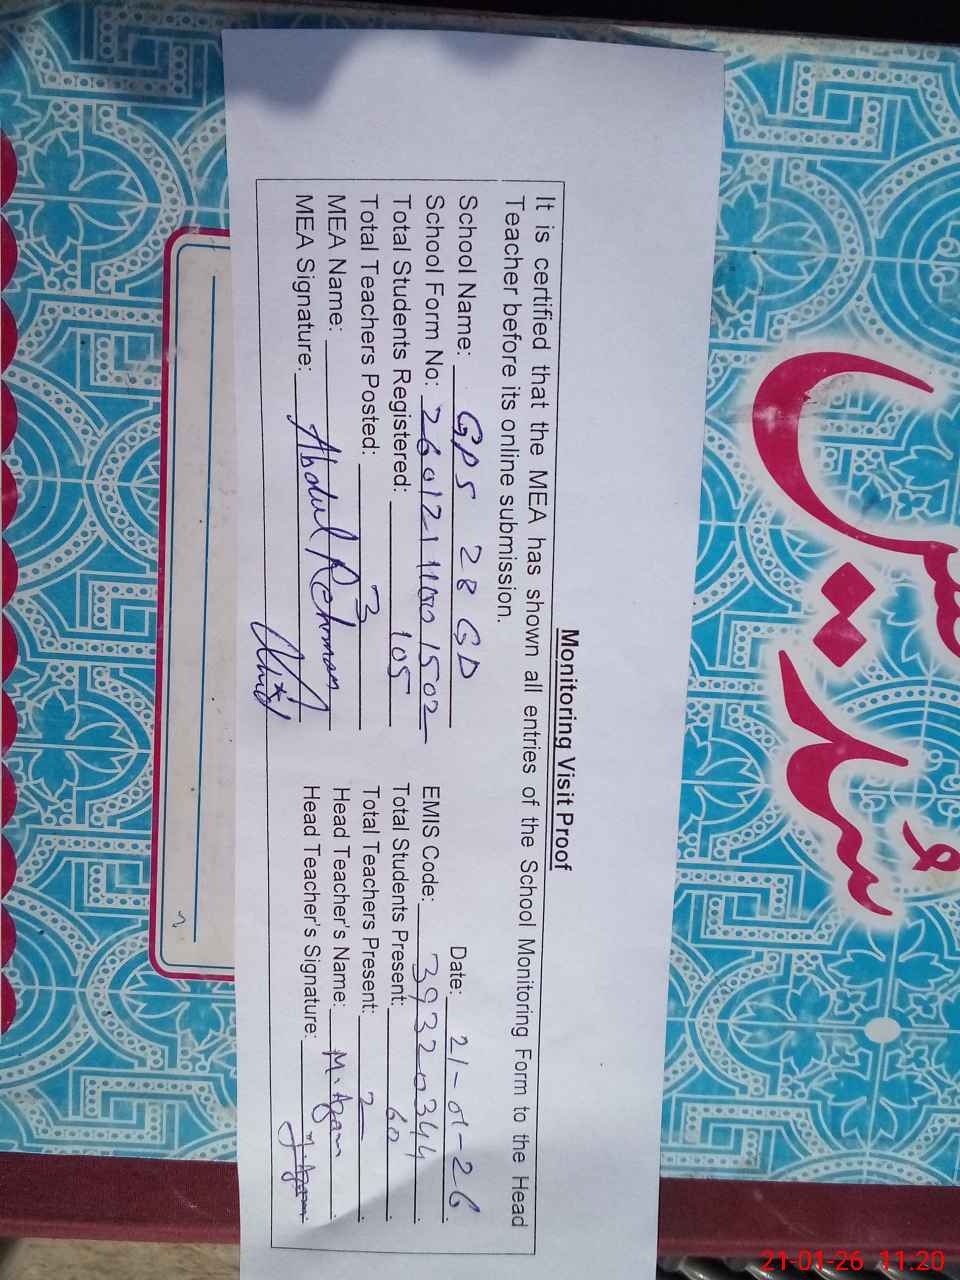 Monitoring Visit Proof
It is certified that the MEA has shown all entries of the School Monitoring Form to the Head
Teacher before its online submission.
School Name: GPS 28 GD Date: 21-01-26
School Form No: EMIS Code: 39320344
Total Students Registered: 105 Total Students Present: 60
Total Teachers Posted: 3 Total Teachers Present: 2
MEA Name: Abdul Rehman Head Teacher's Name: M. Azam
MEA Signature: Head Teacher's Signature: M. Azam
21-01-26 11:20